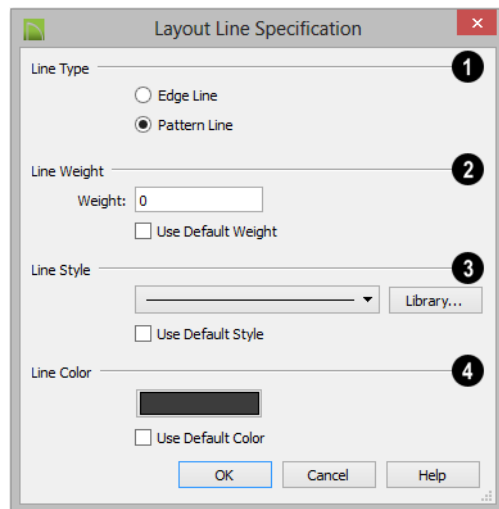 Layout Line Specification
Line Type
1
Edge Line
Pattern Line
Line Weight
2
Weight: 0
Use Default Weight
Line Style
3
Library...
Use Default Style
Line Color
4
Use Default Color
OK Cancel Help